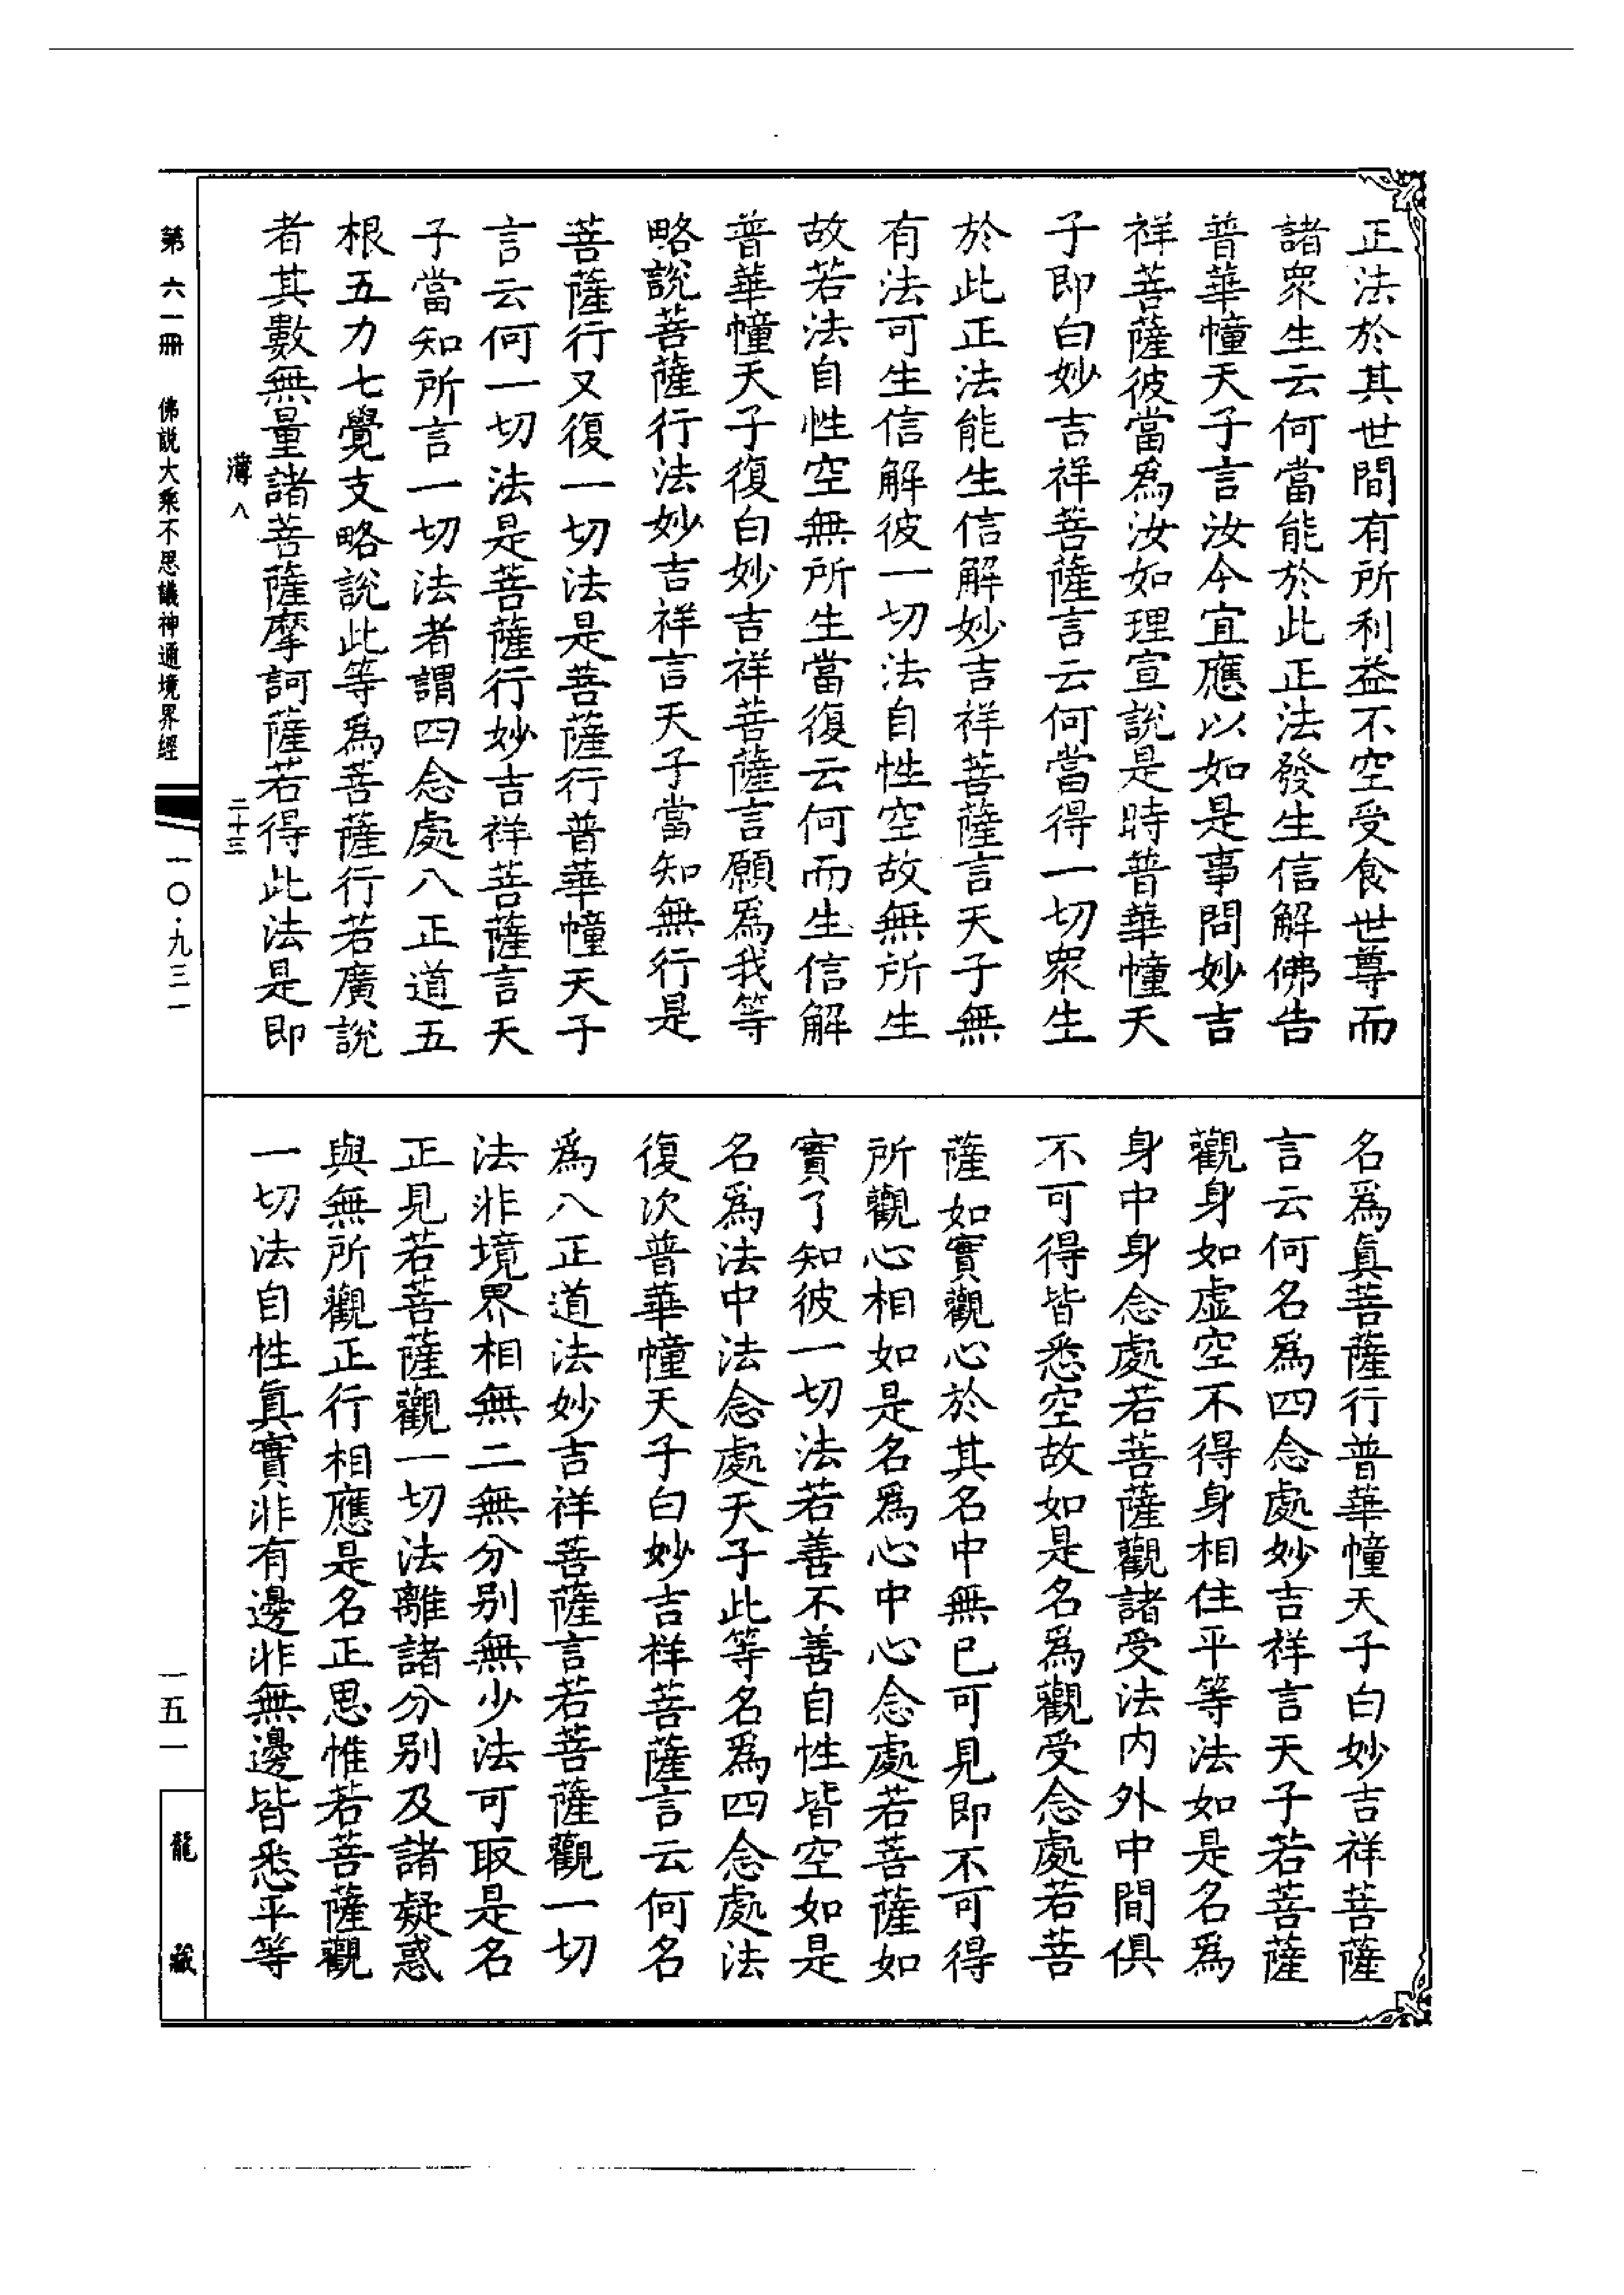 正法於其世間有所利益不空受食世尊而
諸眾生云何當能於此正法發生信解佛告
普華幢天子言汝今宜應以如是事問妙吉
祥菩薩彼當為汝如理宣說是時普華幢天
子即白妙吉祥菩薩言云何當得一切眾生
於此正法能生信解妙吉祥菩薩言天子無
有法可生信解彼一切法自性空故無所生
故若法自性空無所生當復云何而生信解
普華幢天子復白妙吉祥菩薩言願為我等
略說菩薩行法妙吉祥言天子當知無行是
菩薩行又復一切法是菩薩行普華幢天子
言云何一切法是菩薩行妙吉祥菩薩言天
子當知所言一切法者謂四念處八正道五
根五力七覺支略說此等為菩薩行若廣說
者其數無量諸菩薩摩訶薩若得此法是即
薄八 二十三
名為真菩薩行普華幢天子白妙吉祥菩薩
言云何名為四念處妙吉祥言天子若菩薩
觀身如虛空不得身相住平等法如是名為
身中身念處若菩薩觀諸受法內外中間俱
不可得皆悉空故如是名為觀受念處若菩
薩如實觀心於其名中無已可見即不可得
所觀心相如是名為心中心念處若菩薩如
實了知彼一切法若善不善自性皆空如是
名為法中法念處天子此等名為四念處法
復次普華幢天子白妙吉祥菩薩言云何名
為八正道法妙吉祥菩薩言若菩薩觀一切
法非境界相無二無分別無少法可取是名
正見若菩薩觀一切法離諸分別及諸疑惑
與無所觀正行相應是名正思惟若菩薩觀
一切法自性真實非有邊非無邊皆悉平等
第六一冊 佛說大乘不思議神通境界經
一〇·九三一
一五一
龍藏